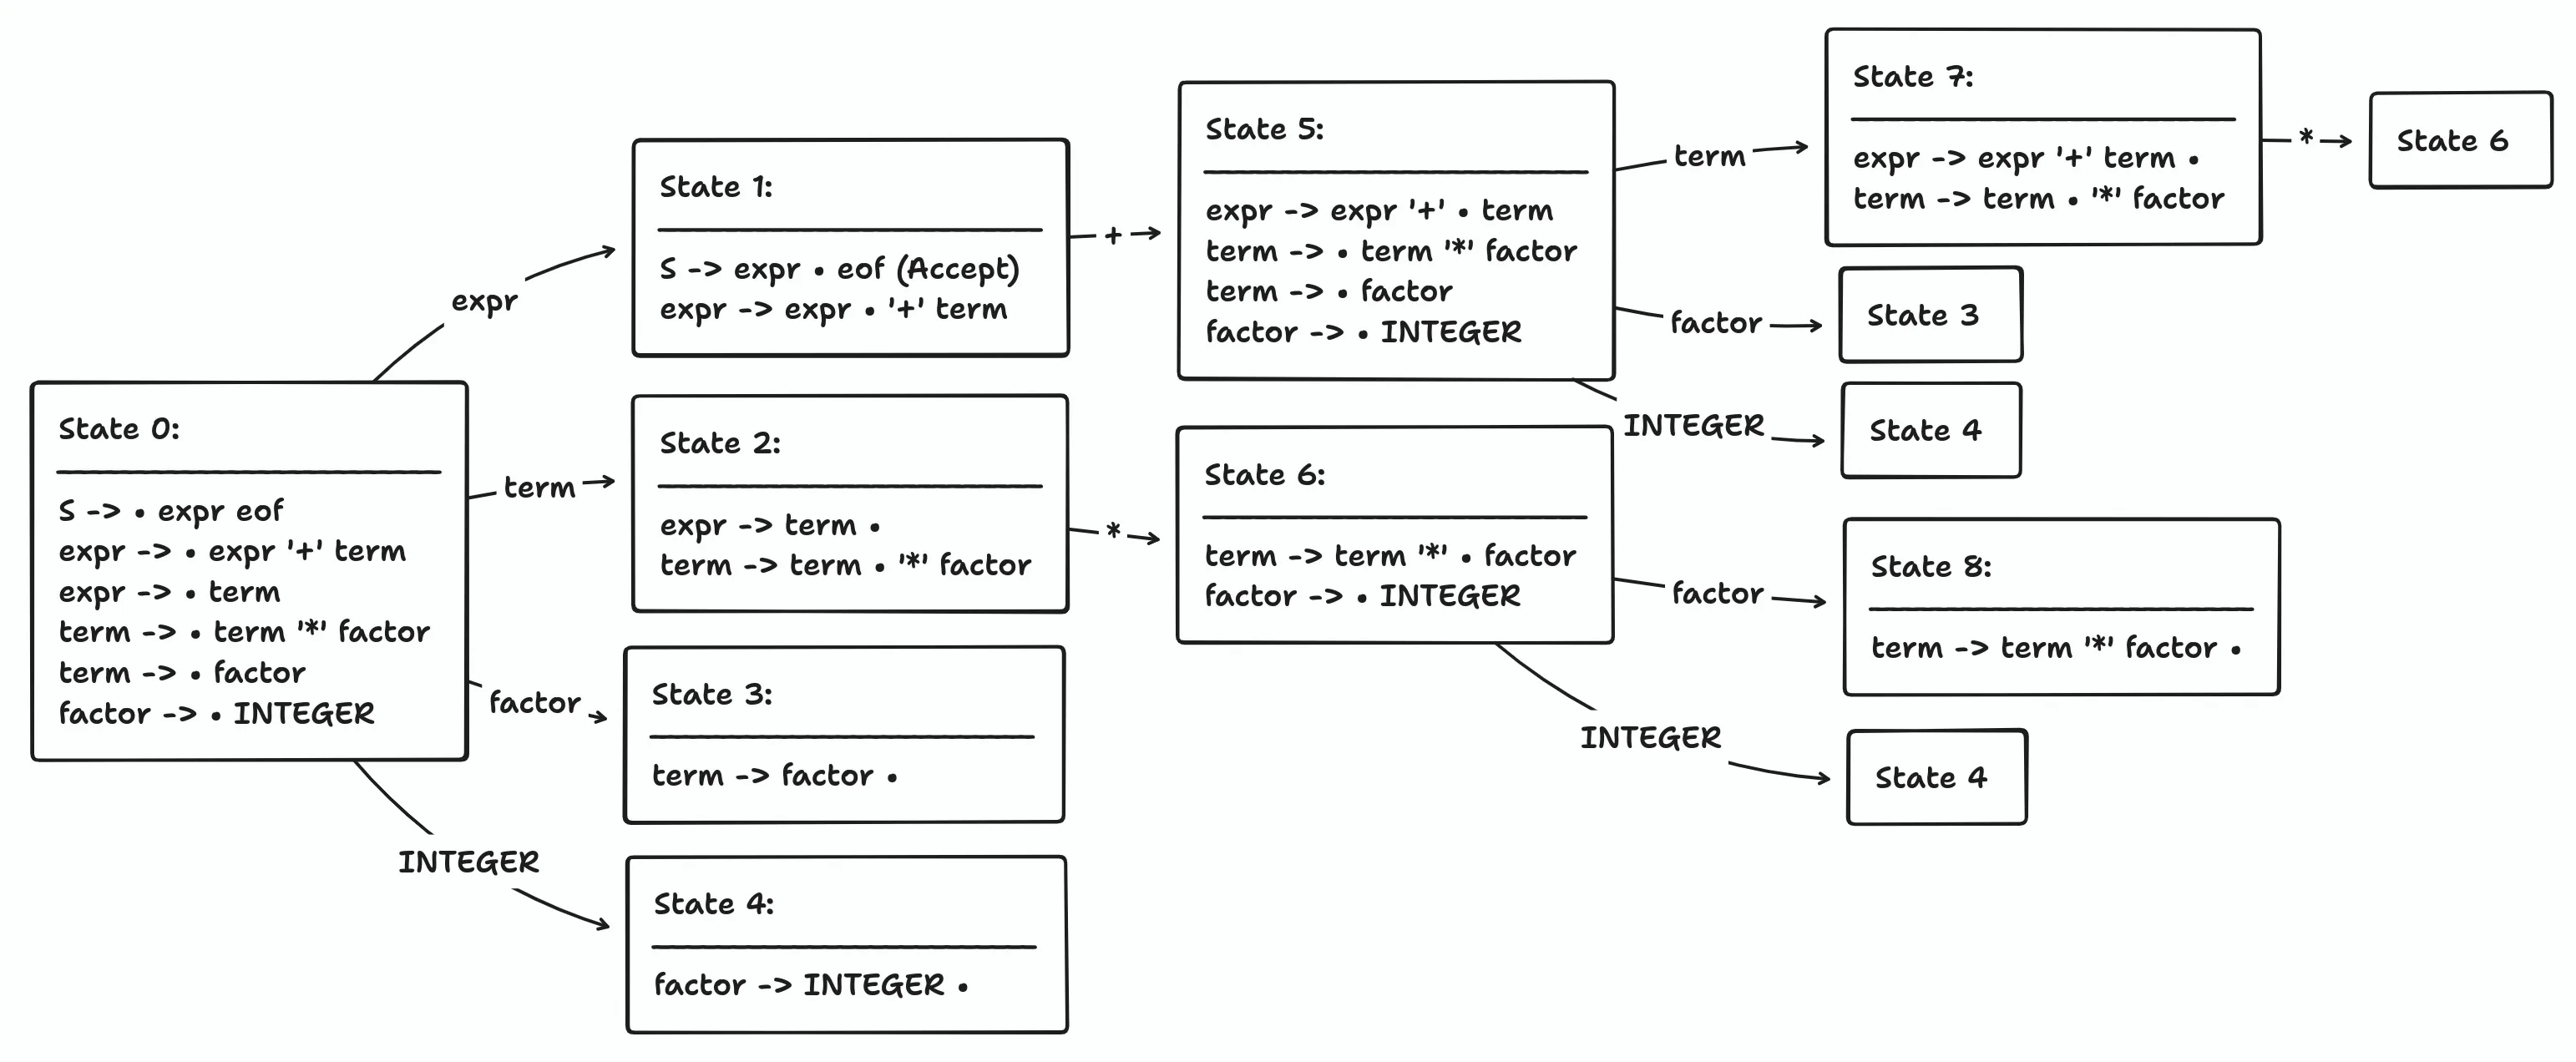 State 0:
S -> • expr eof
expr -> • expr '+' term
expr -> • term
term -> • term '*' factor
term -> • factor
factor -> • INTEGER
expr
term
factor
INTEGER
State 1:
S -> expr • eof (Accept)
expr -> expr • '+' term
State 2:
expr -> term •
term -> term • '*' factor
State 3:
term -> factor •
State 4:
factor -> INTEGER •
+
*
State 5:
expr -> expr '+' • term
term -> • term '*' factor
term -> • factor
factor -> • INTEGER
State 6:
term -> term '*' • factor
factor -> • INTEGER
term
factor
INTEGER
factor
INTEGER
State 7:
expr -> expr '+' term •
term -> term • '*' factor
*
State 6
State 3
State 4
State 8:
term -> term '*' factor •
State 4